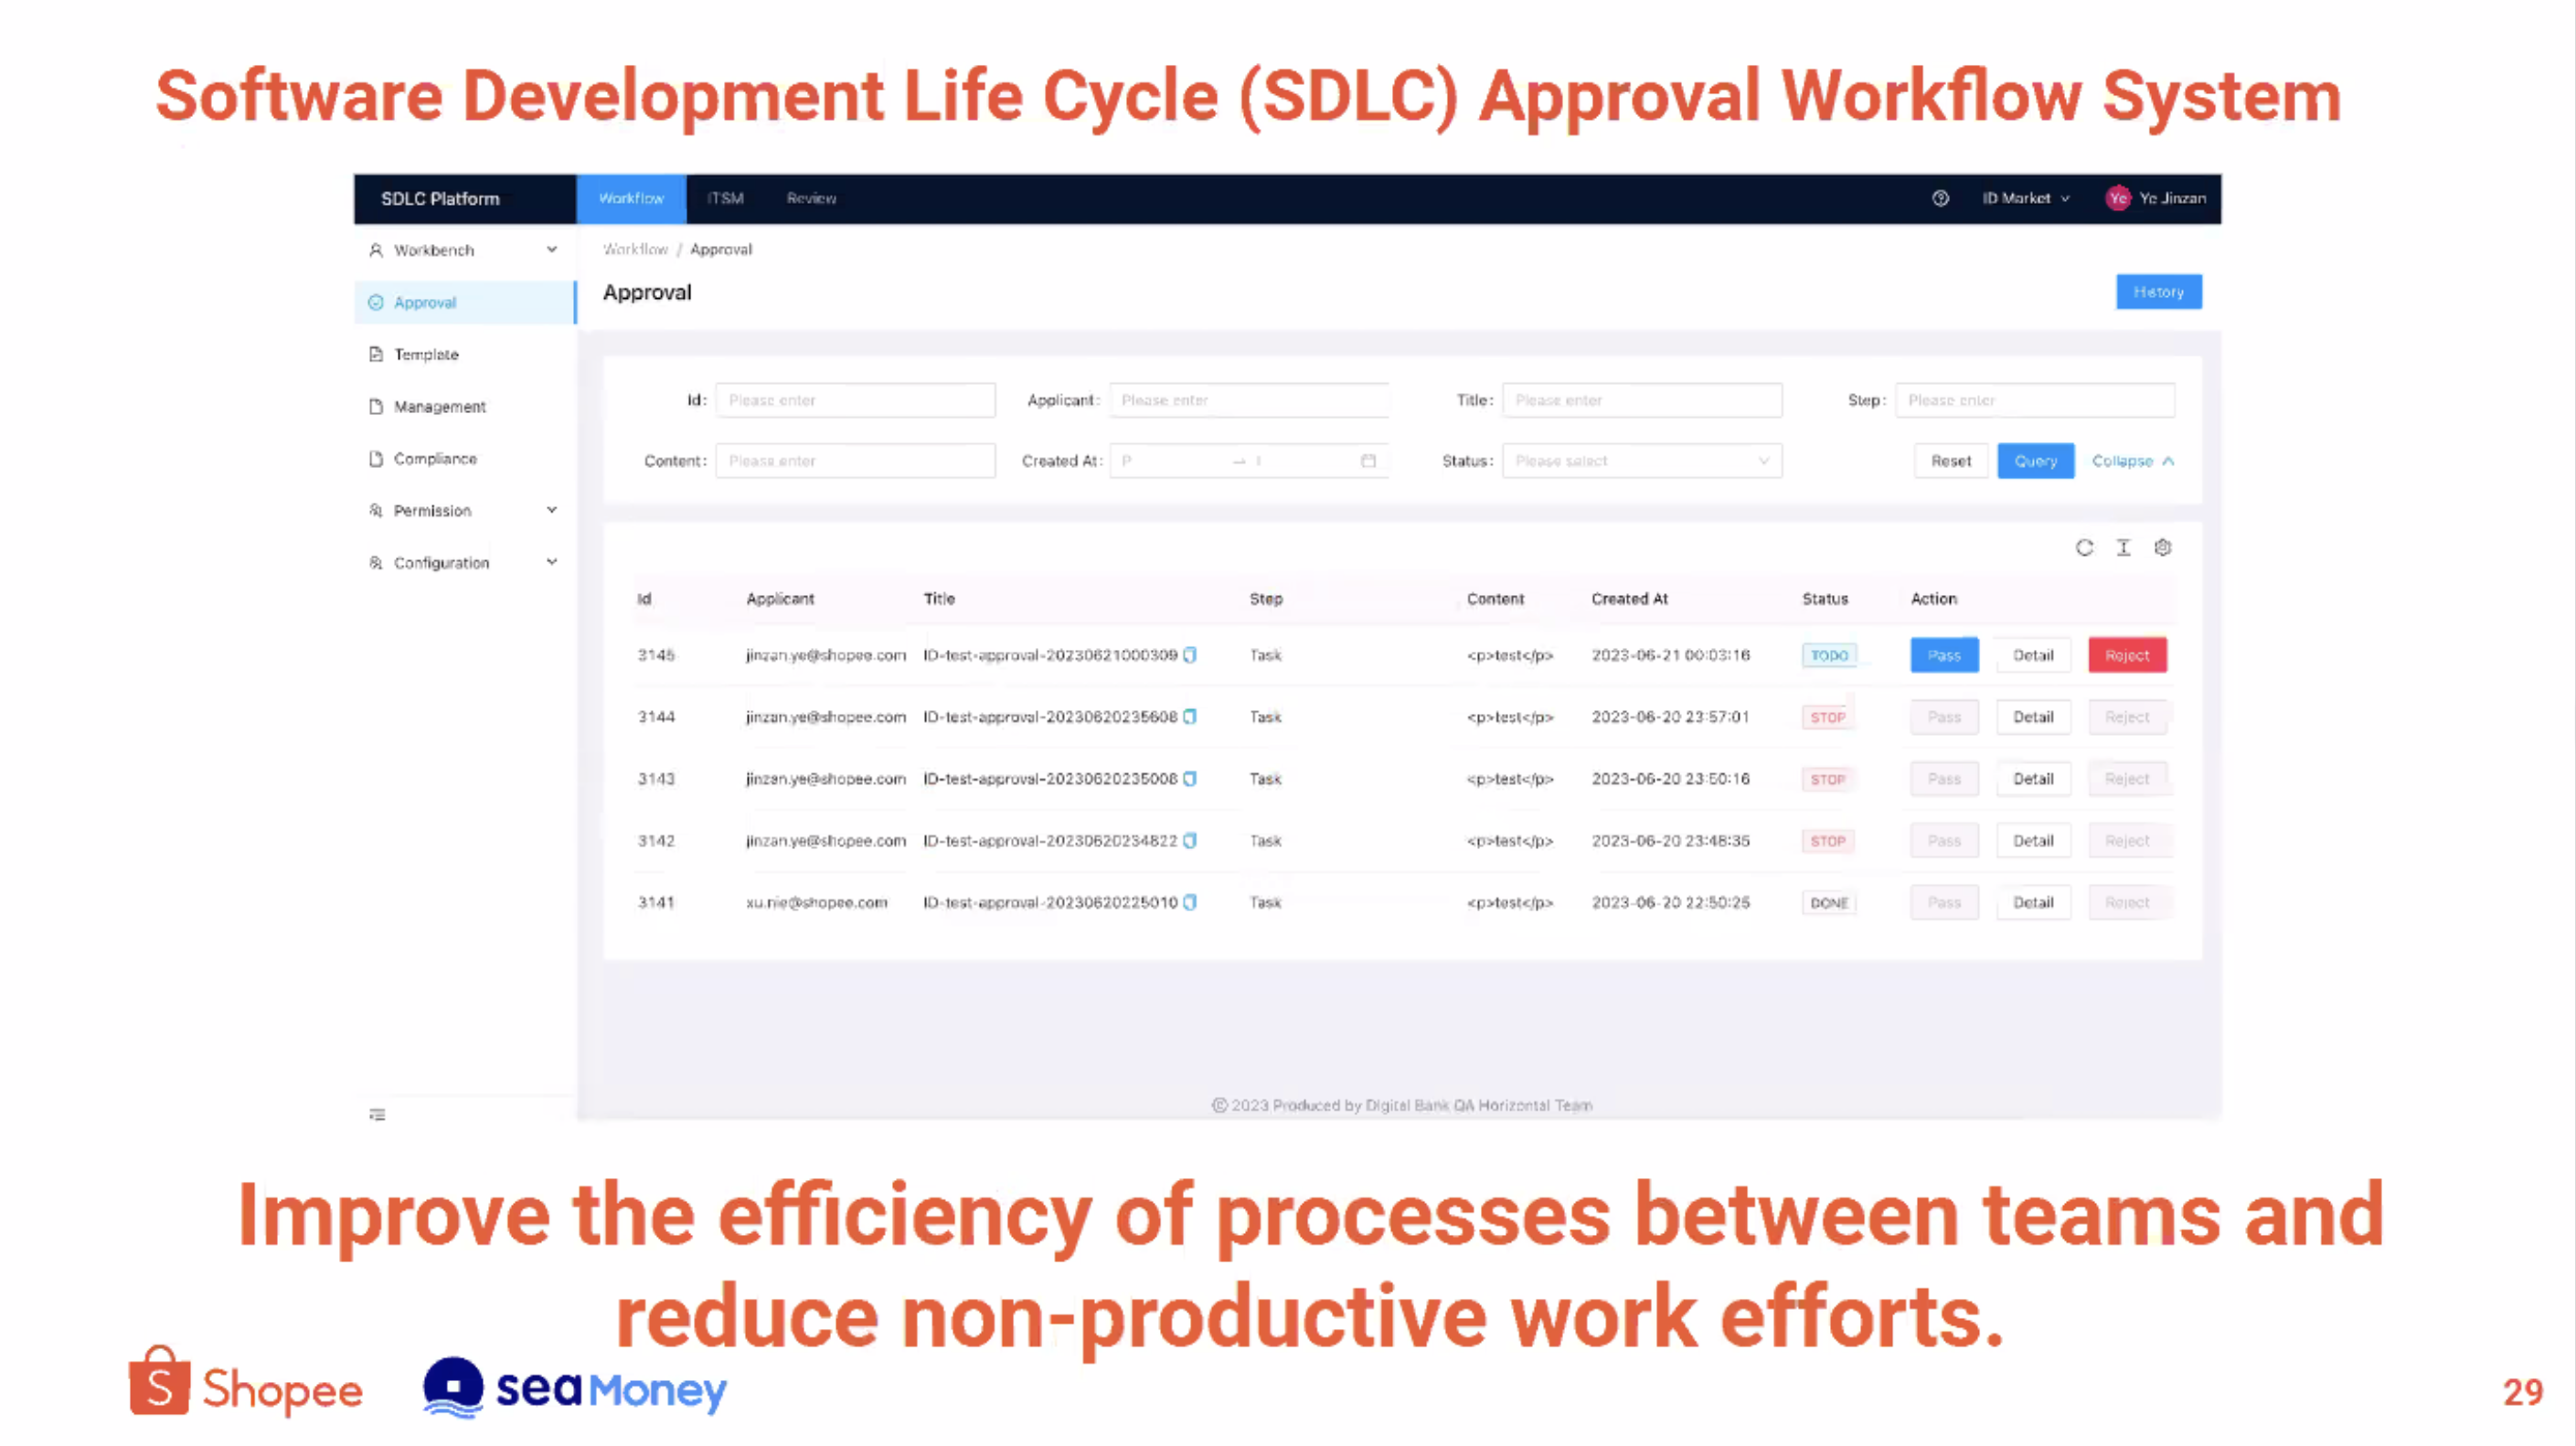 Software Development Life Cycle (SDLC) Approval Workflow System
SDLC Platform Workflow ITSM Review ID Market Ye Ye Jinzan
Workbench
Approval
Template
Management
Compliance
Permission
Configuration
Workflow / Approval
Approval History
Id: Please enter Applicant: Please enter Title: Please enter Step: Please enter
Content: Please enter Created At: P → Status: Please select Reset Query Collapse
Id Applicant Title Step Content Created At Status Action
3145 jinzan.ye@shopee.com ID-test-approval-20230621000309 Task <p>test</p> 2023-06-21 00:03:16 TODO Pass Detail Reject
3144 jinzan.ye@shopee.com ID-test-approval-20230620235608 Task <p>test</p> 2023-06-20 23:57:01 STOP Pass Detail Reject
3143 jinzan.ye@shopee.com ID-test-approval-20230620235008 Task <p>test</p> 2023-06-20 23:50:16 STOP Pass Detail Reject
3142 jinzan.ye@shopee.com ID-test-approval-20230620234822 Task <p>test</p> 2023-06-20 23:48:35 STOP Pass Detail Reject
3141 xu.nie@shopee.com ID-test-approval-20230620225010 Task <p>test</p> 2023-06-20 22:50:25 DONE Pass Detail Reject
© 2023 Produced by Digital Bank QA Horizontal Team
Improve the efficiency of processes between teams and
reduce non-productive work efforts.
S Shopee sea Money
29